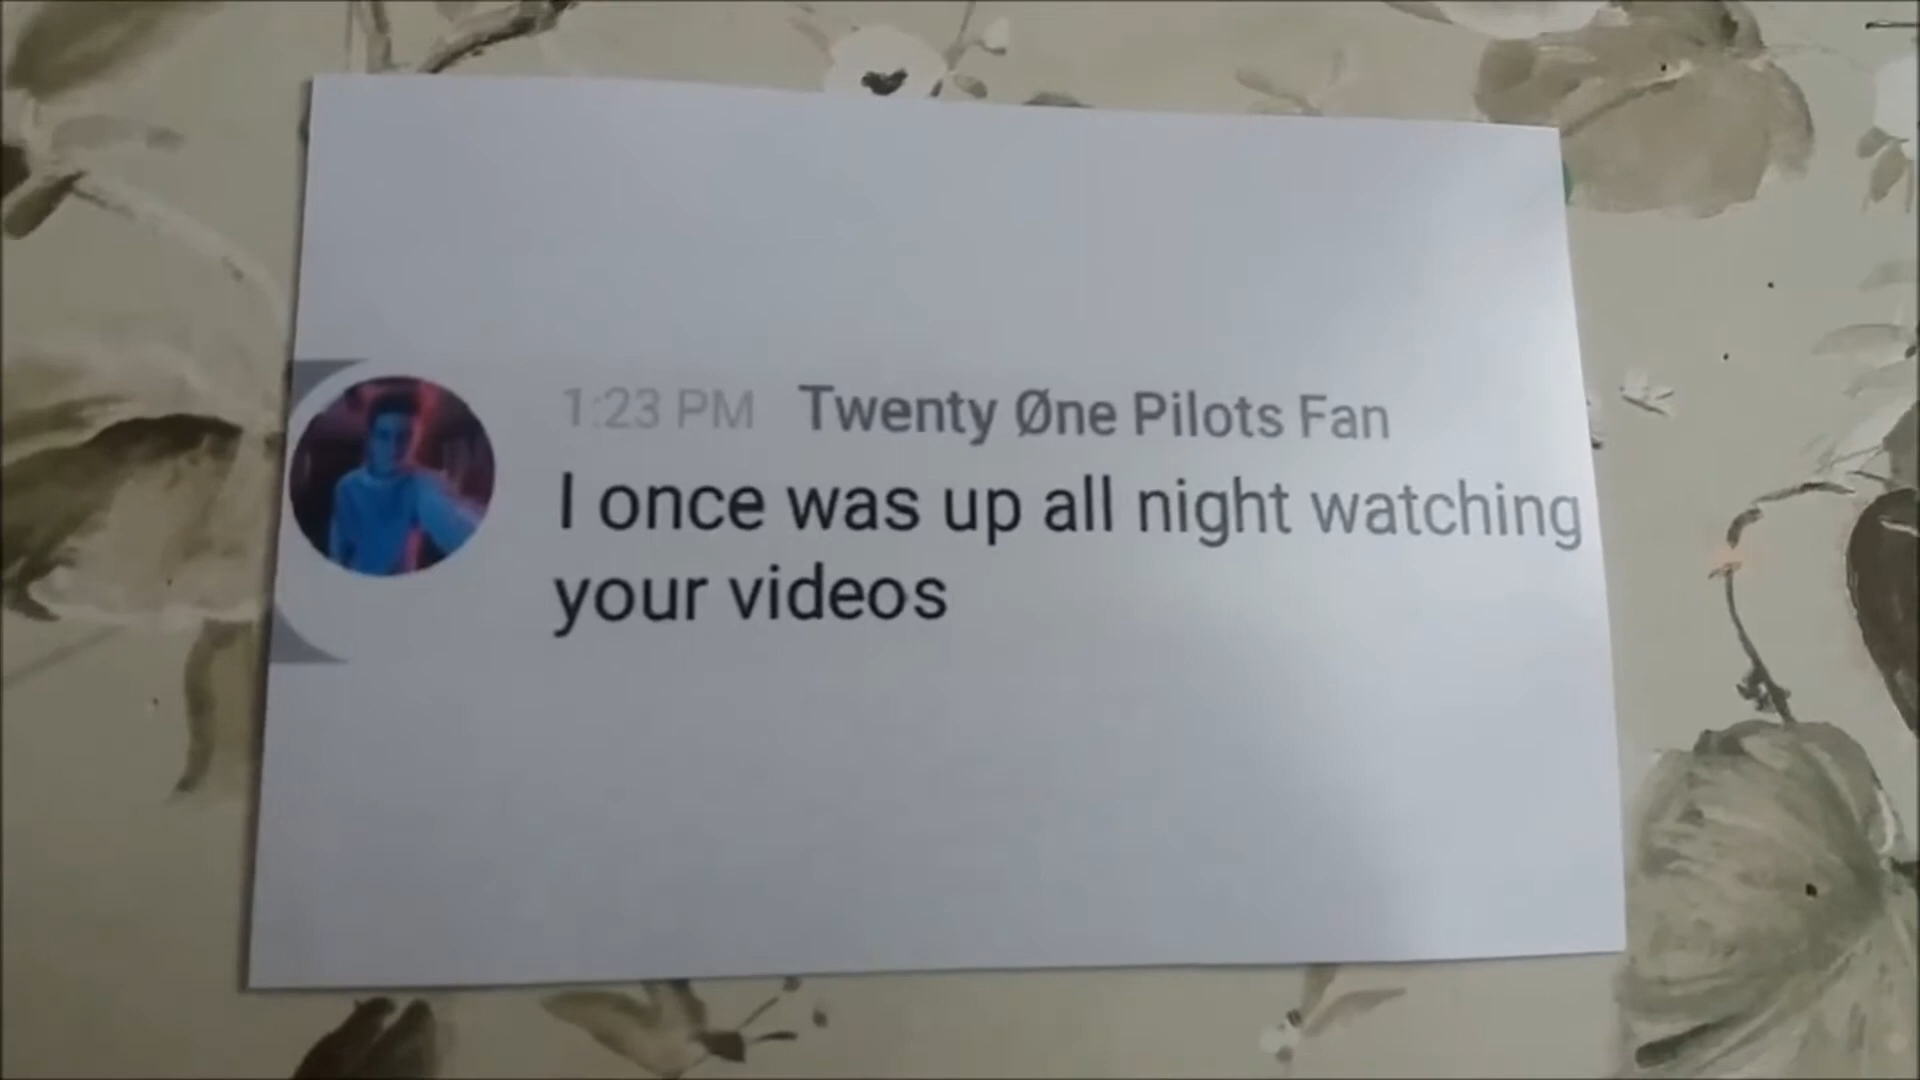 1:23 PM Twenty Øne Pilots Fan
I once was up all night watching
your videos